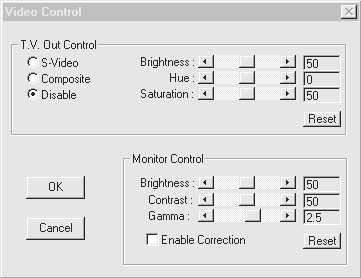 Video Control
T.V. Out Control
S-Video
Composite
Disable
Brightness : 50
Hue : 0
Saturation : 50
Reset
Monitor Control
Brightness : 50
Contrast : 50
Gamma : 2.5
Enable Correction
Reset
OK
Cancel